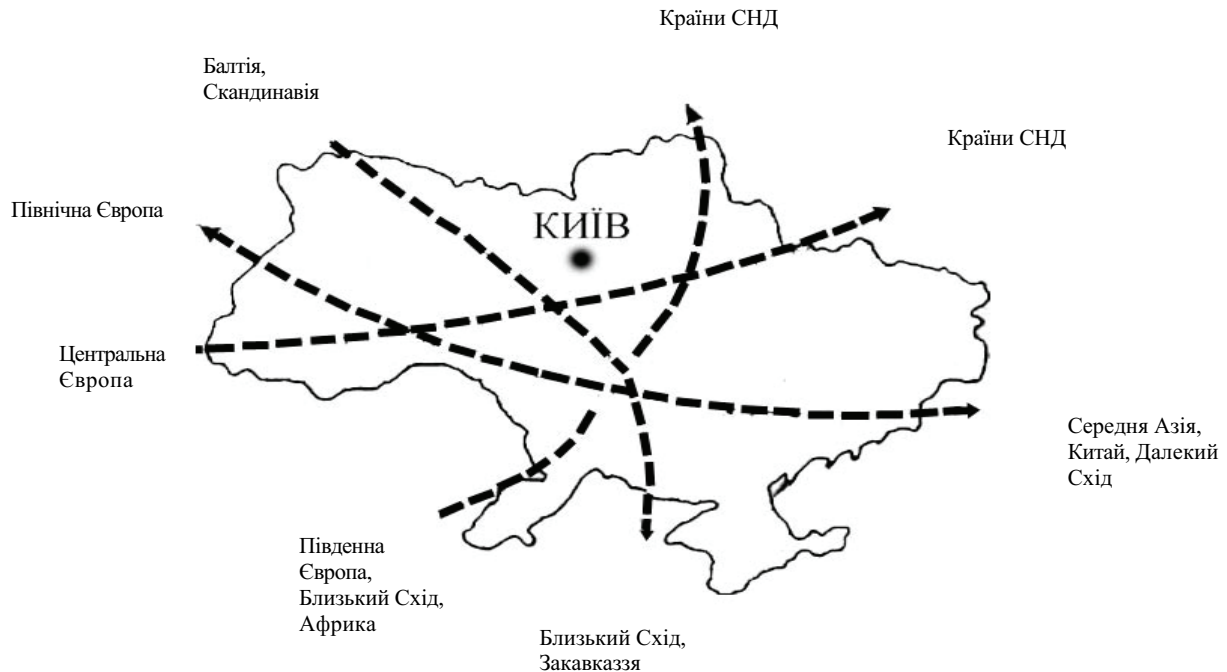 Країни СНД
Балтія,
Скандинавія
Країни СНД
Північна Європа
КИЇВ
Центральна
Європа
Середня Азія,
Китай, Далекий
Схід
Південна
Європа,
Близький Схід,
Африка
Близький Схід,
Закавказзя